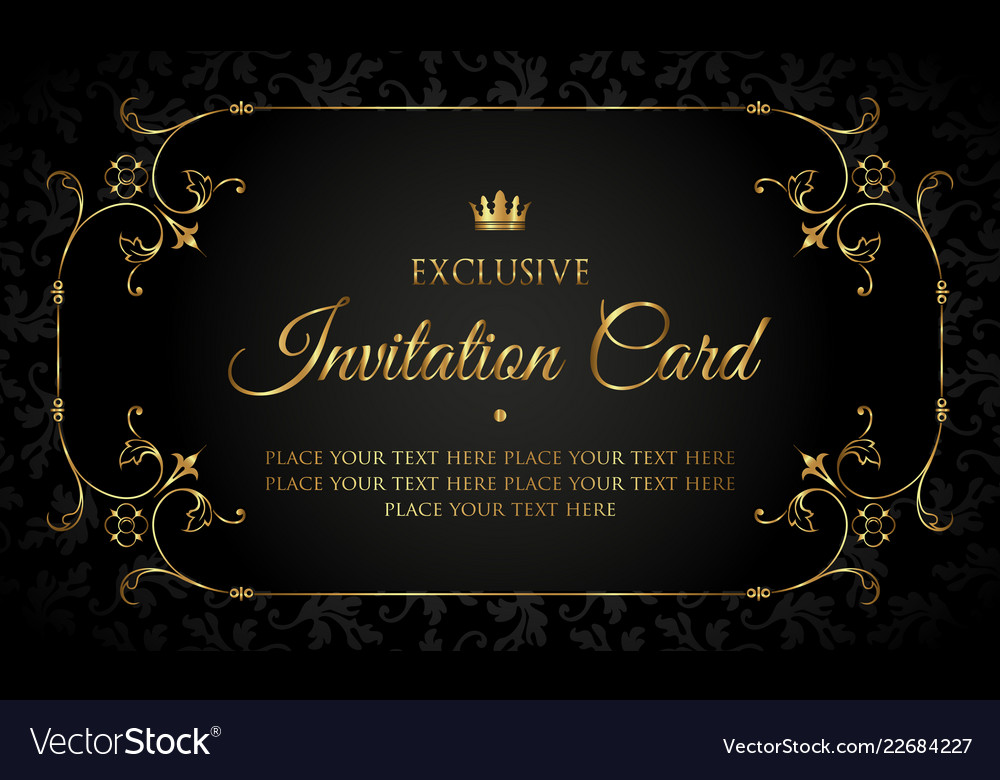 EXCLUSIVE
Invitation Card
PLACE YOUR TEXT HERE PLACE YOUR TEXT HERE
PLACE YOUR TEXT HERE PLACE YOUR TEXT HERE
PLACE YOUR TEXT HERE
VectorStock®
VectorStock.com/22684227